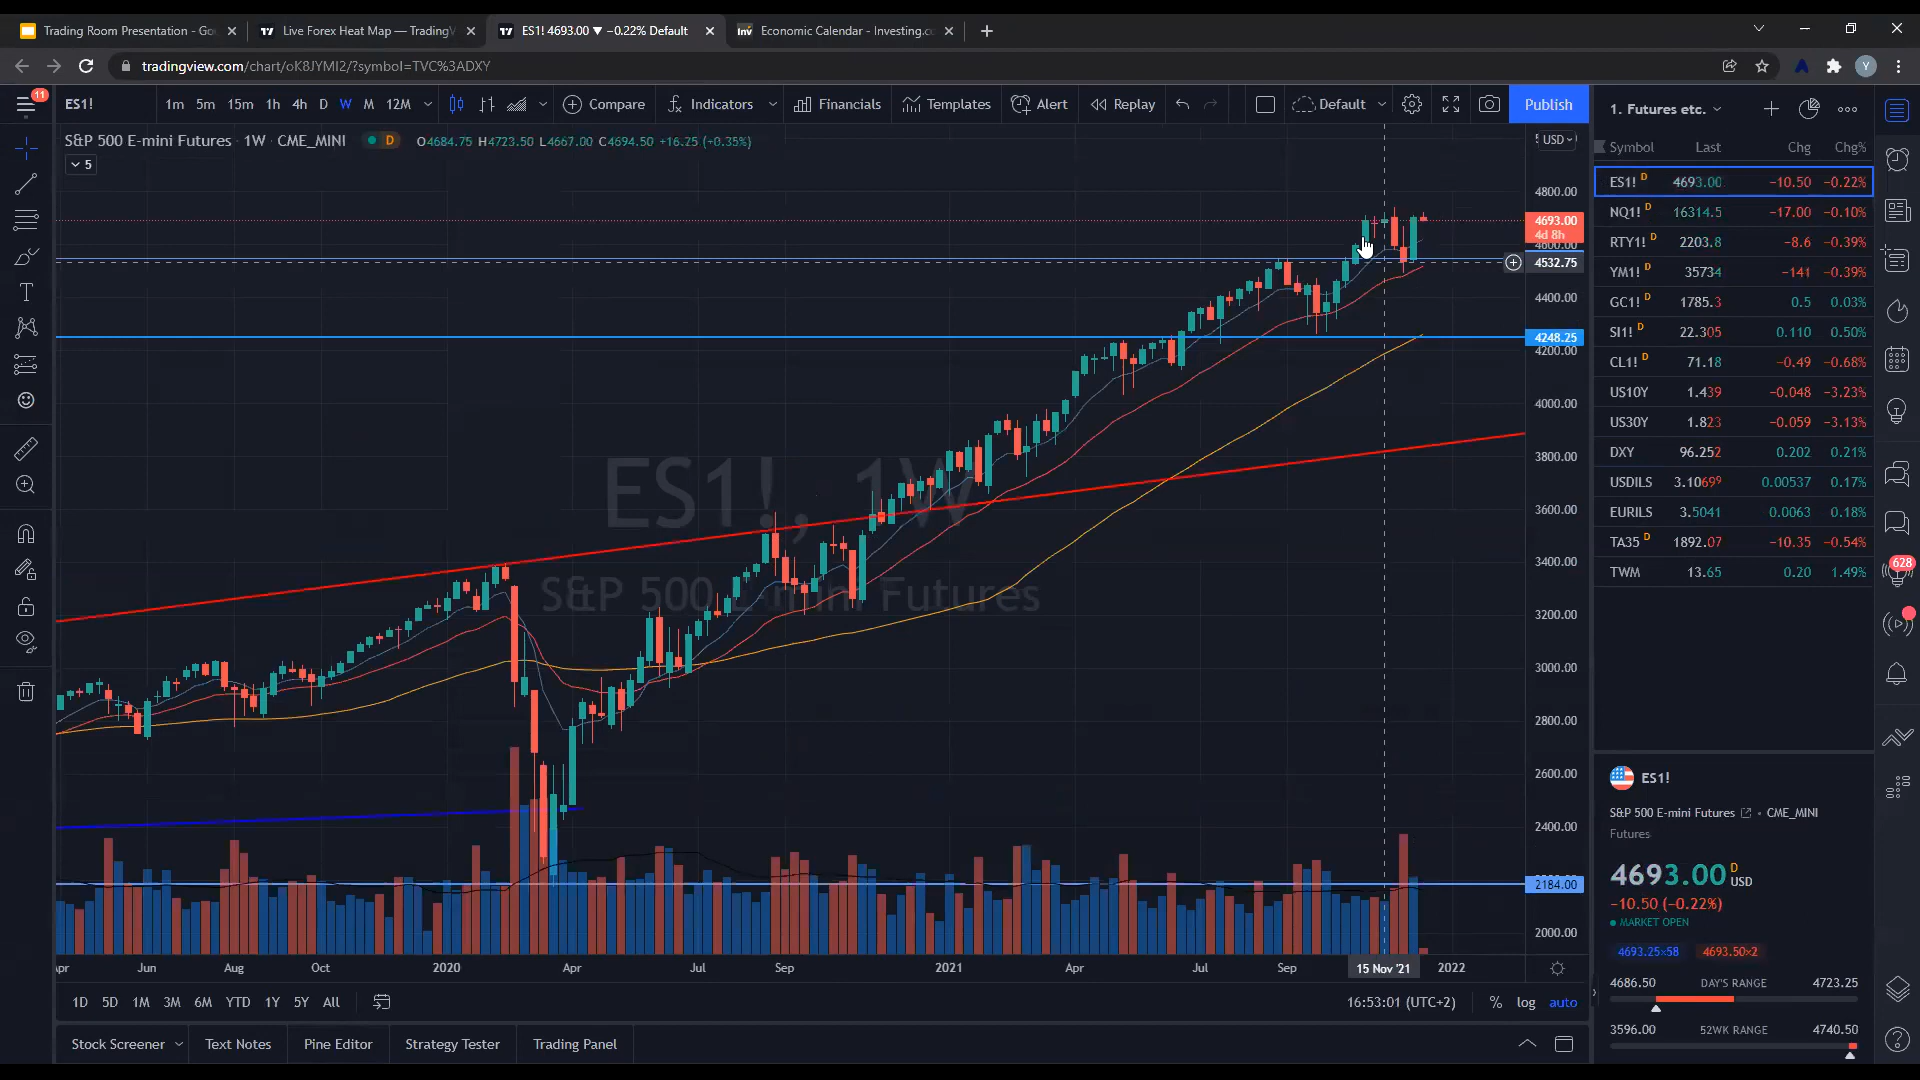 Trading Room Presentation - Go
Live Forex Heat Map — TradingV
ES1! 4693.00 ▼ −0.22% Default
Economic Calendar - Investing.c
tradingview.com/chart/oK8JYMI2/?symbol=TVC%3ADXY
11
ES1!
1m 5m 15m 1h 4h D W M 12M
Compare
Indicators
Financials
Templates
Alert
Replay
Default
Publish
S&P 500 E-mini Futures · 1W · CME_MINI
D
O4684.75 H4723.50 L4667.00 C4694.50 +16.25 (+0.35%)
5
USD
4800.00
4693.00
4d 8h
4600.00
4532.75
4400.00
4248.25
4200.00
4000.00
3800.00
3600.00
3400.00
3200.00
3000.00
2800.00
2600.00
2400.00
2184.00
2000.00
ES1!, 1W
S&P 500 E-mini Futures
Jun Aug Oct 2020 Apr Jul Sep 2021 Apr Jul Sep 15 Nov '21 2022
1D 5D 1M 3M 6M YTD 1Y 5Y All
16:53:01 (UTC+2) % log auto
Stock Screener
Text Notes
Pine Editor
Strategy Tester
Trading Panel
1. Futures etc.
Symbol Last Chg Chg%
ES1! D 4693.00 −10.50 −0.22%
NQ1! D 16314.5 −17.00 −0.10%
RTY1! D 2203.8 −8.6 −0.39%
YM1! D 35734 −141 −0.39%
GC1! D 1785.3 0.5 0.03%
SI1! D 22.305 0.110 0.50%
CL1! D 71.18 −0.49 −0.68%
US10Y 1.439 −0.048 −3.23%
US30Y 1.823 −0.059 −3.13%
DXY 96.252 0.202 0.21%
USDILS 3.1069⁹ 0.00537 0.17%
EURILS 3.5041 0.0063 0.18%
TA35 D 1892.07 −10.35 −0.54%
TWM 13.65 0.20 1.49%
628
ES1!
S&P 500 E-mini Futures · CME_MINI
Futures
4693.00 D USD
−10.50 (−0.22%)
MARKET OPEN
4693.25×58 4693.50×2
4686.50 DAY'S RANGE 4723.25
3596.00 52WK RANGE 4740.50